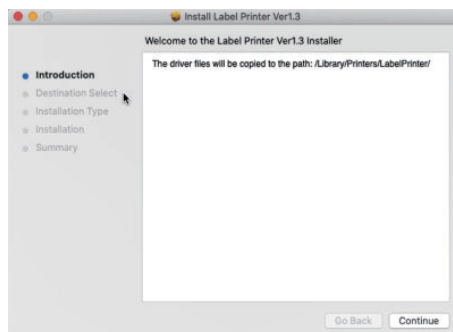 Install Label Printer Ver1.3
Welcome to the Label Printer Ver1.3 Installer
Introduction
Destination Select
Installation Type
Installation
Summary
The driver files will be copied to the path: /Library/Printers/LabelPrinter/
Go Back
Continue